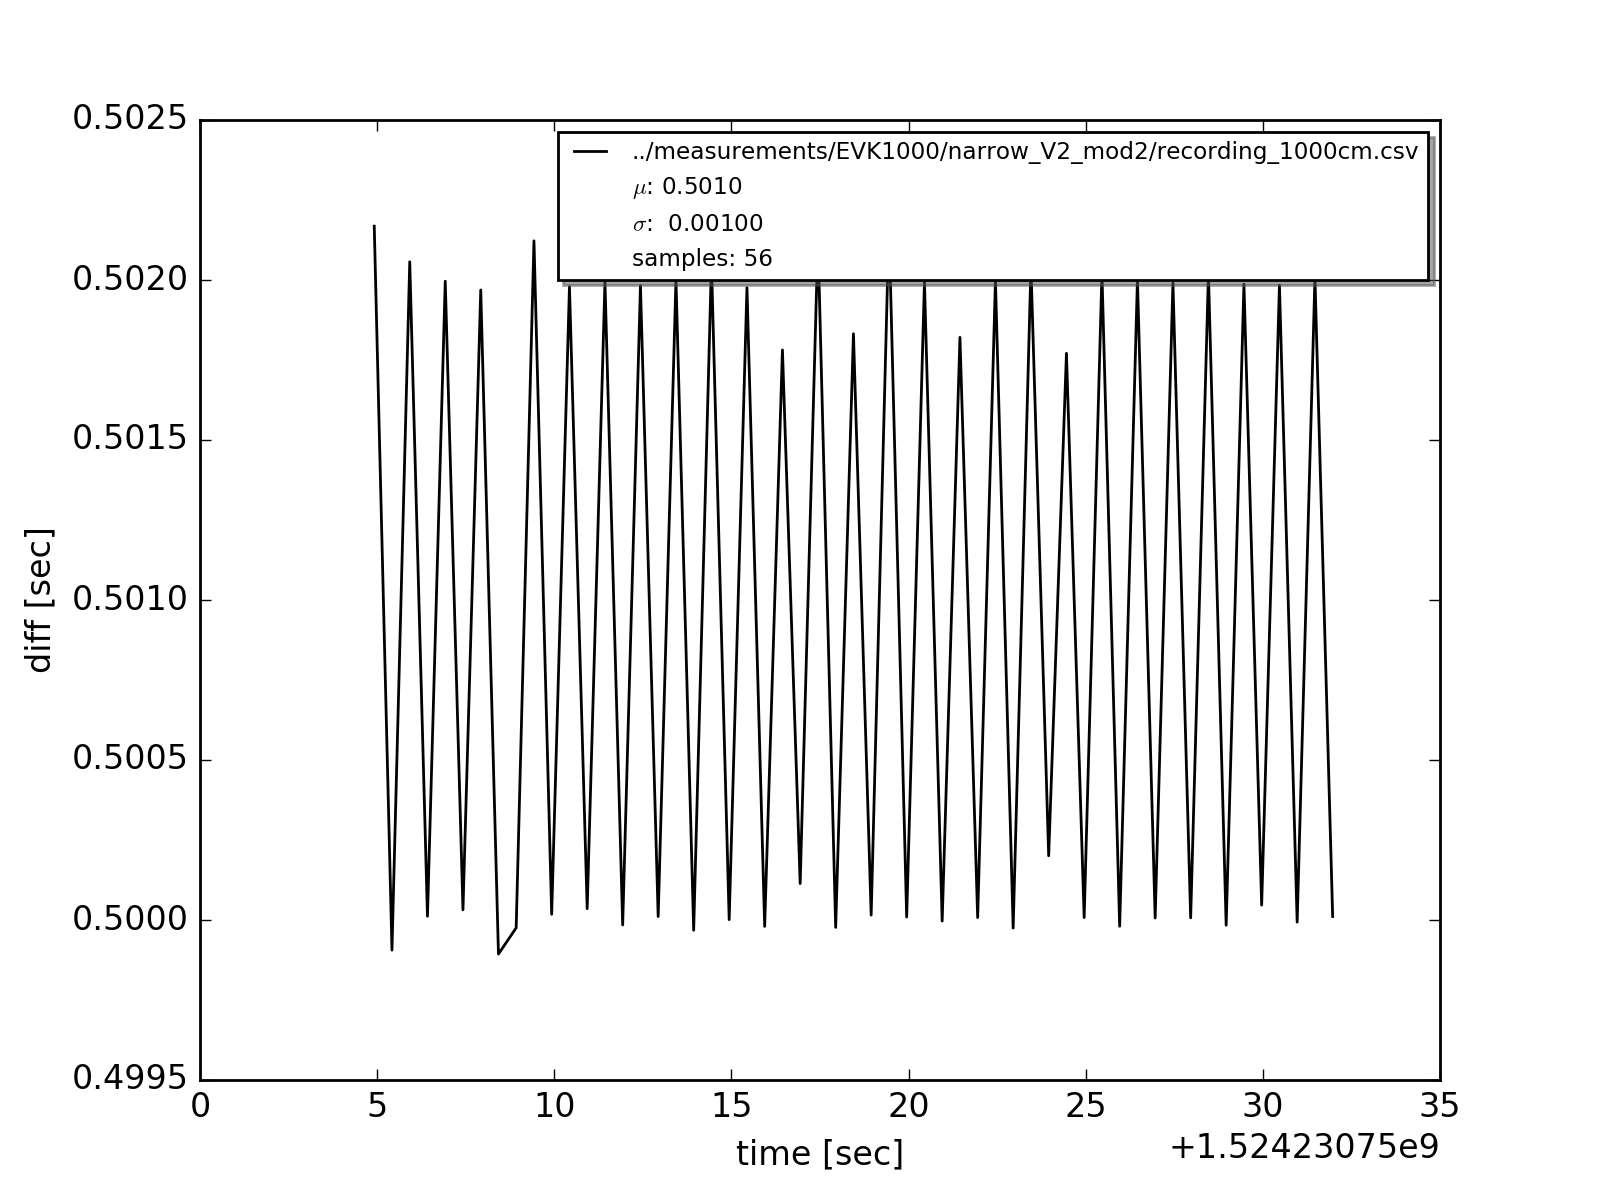 0.5025
0.5020
0.5015
0.5010
0.5005
0.5000
0.4995
diff [sec]
../measurements/EVK1000/narrow_V2_mod2/recording_1000cm.csv
μ: 0.5010
σ: 0.00100
samples: 56
0 5 10 15 20 25 30 35
time [sec]
+1.52423075e9